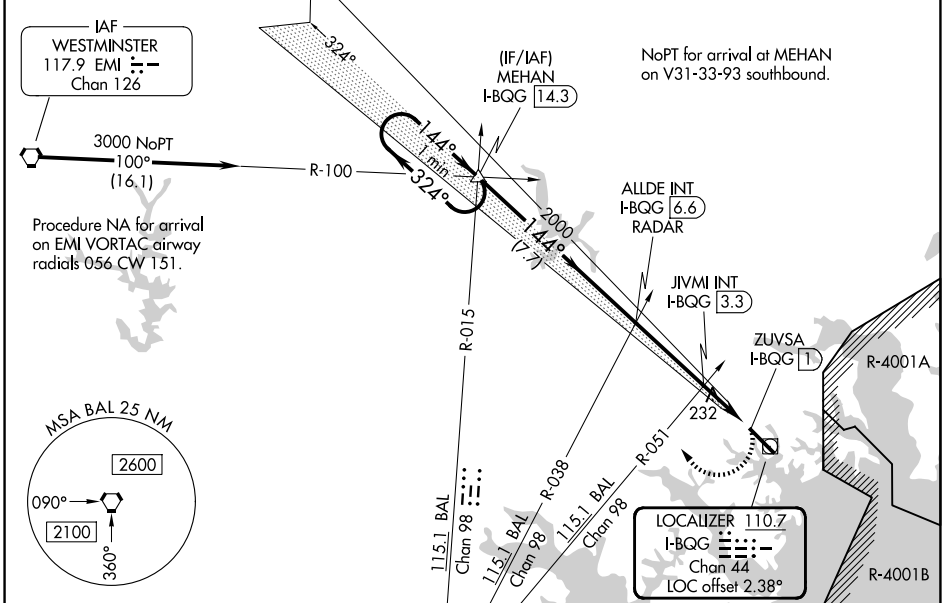 IAF
WESTMINSTER
117.9 EMI
Chan 126
3000 NoPT
100°
(16.1)
R-100
Procedure NA for arrival
on EMI VORTAC airway
radials 056 CW 151.
324°
(IF/IAF)
MEHAN
I-BQG 14.3
NoPT for arrival at MEHAN
on V31-33-93 southbound.
144°
1 min
324°
2000
144°
(7.7)
ALLDE INT
I-BQG 6.6
RADAR
JIVMI INT
I-BQG 3.3
ZUVSA
I-BQG 1
R-4001A
232
R-015
R-038
R-051
115.1 BAL
Chan 98
115.1 BAL
Chan 98
115.1 BAL
Chan 98
MSA BAL 25 NM
2600
090°
2100
360°
LOCALIZER 110.7
I-BQG
Chan 44
LOC offset 2.38°
R-4001B